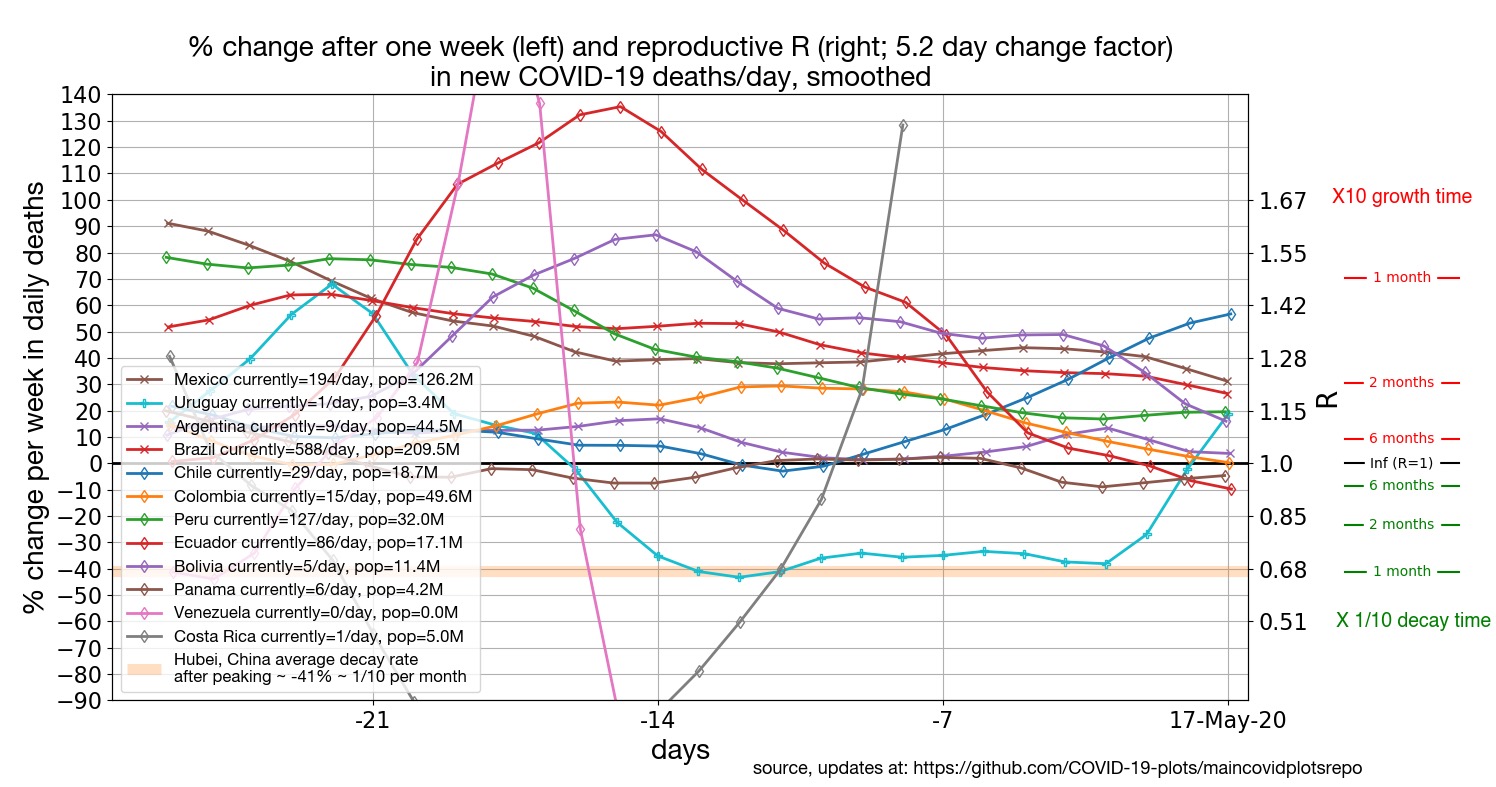 % change after one week (left) and reproductive R (right; 5.2 day change factor)
in new COVID-19 deaths/day, smoothed
% change per week in daily deaths
140
130
120
110
100
90
80
70
60
50
40
30
20
10
0
−10
−20
−30
−40
−50
−60
−70
−80
−90
Mexico currently=194/day, pop=126.2M
Uruguay currently=1/day, pop=3.4M
Argentina currently=9/day, pop=44.5M
Brazil currently=588/day, pop=209.5M
Chile currently=29/day, pop=18.7M
Colombia currently=15/day, pop=49.6M
Peru currently=127/day, pop=32.0M
Ecuador currently=86/day, pop=17.1M
Bolivia currently=5/day, pop=11.4M
Panama currently=6/day, pop=4.2M
Venezuela currently=0/day, pop=0.0M
Costa Rica currently=1/day, pop=5.0M
Hubei, China average decay rate
after peaking ~ -41% ~ 1/10 per month
1.67
1.55
1.42
1.28
1.15
1.0
0.85
0.68
0.51
R
X10 growth time
1 month
2 months
6 months
Inf (R=1)
6 months
2 months
1 month
X 1/10 decay time
-21
-14
-7
17-May-20
days
source, updates at: https://github.com/COVID-19-plots/maincovidplotsrepo